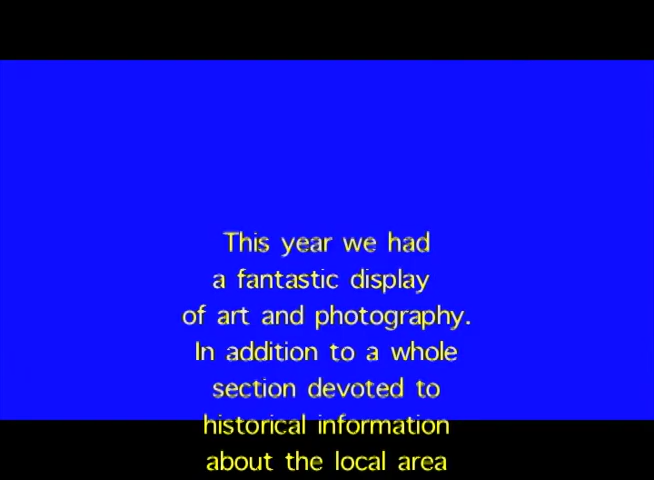 This year we had
a fantastic display
of art and photography.
In addition to a whole
section devoted to
historical information
about the local area